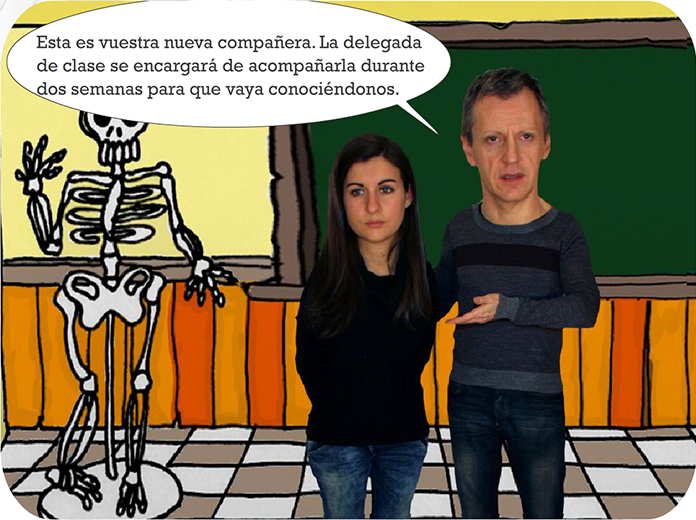 Esta es vuestra nueva compañera. La delegada
de clase se encargará de acompañarla durante
dos semanas para que vaya conociéndonos.